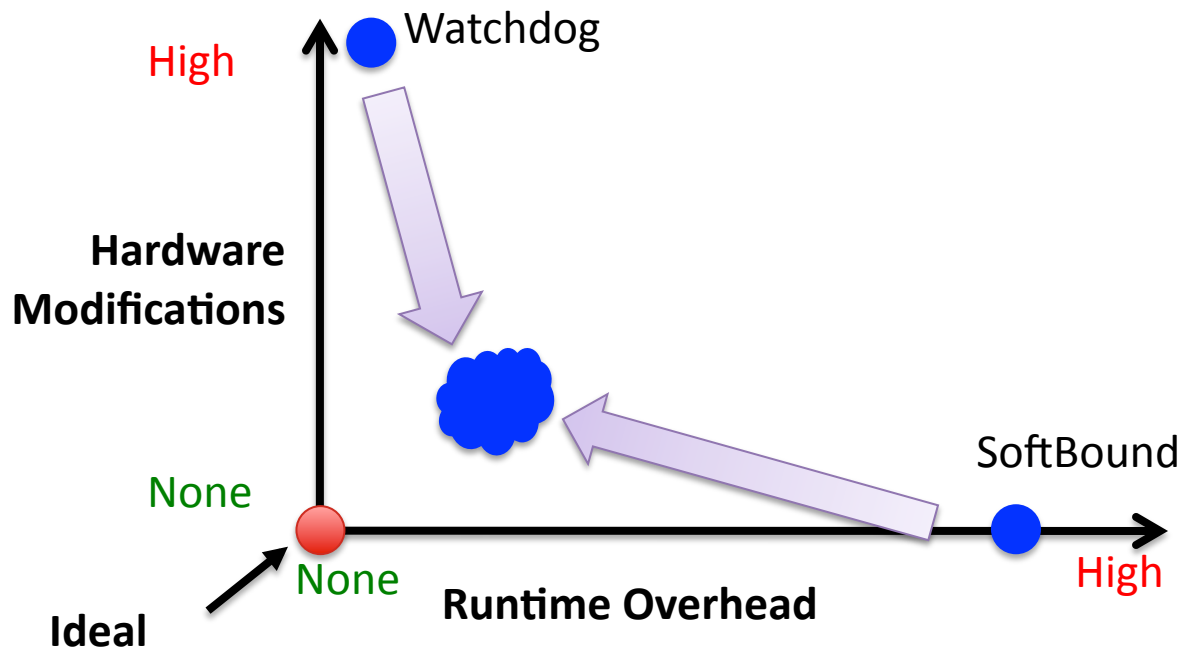 Watchdog
High
Hardware
Modifications
SoftBound
None
None
High
Runtime Overhead
Ideal